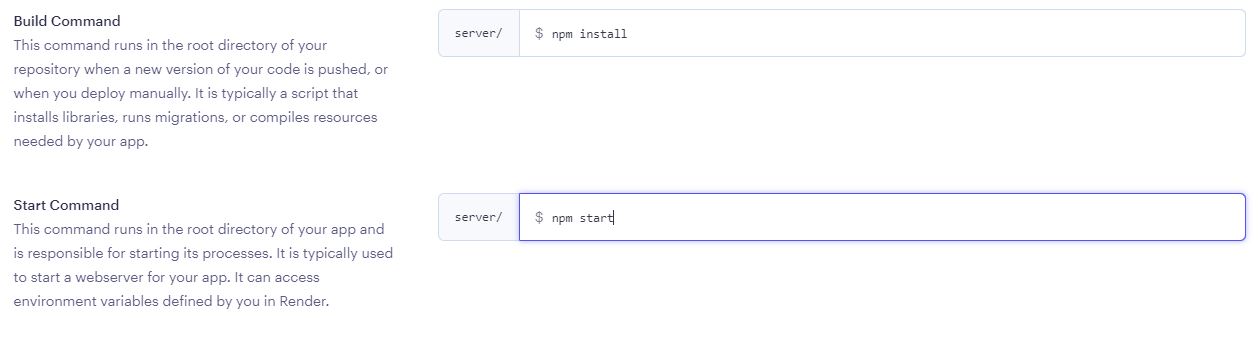 Build Command
This command runs in the root directory of your
repository when a new version of your code is pushed, or
when you deploy manually. It is typically a script that
installs libraries, runs migrations, or compiles resources
needed by your app.
server/ $ npm install
Start Command
This command runs in the root directory of your app and
is responsible for starting its processes. It is typically used
to start a webserver for your app. It can access
environment variables defined by you in Render.
server/ $ npm start